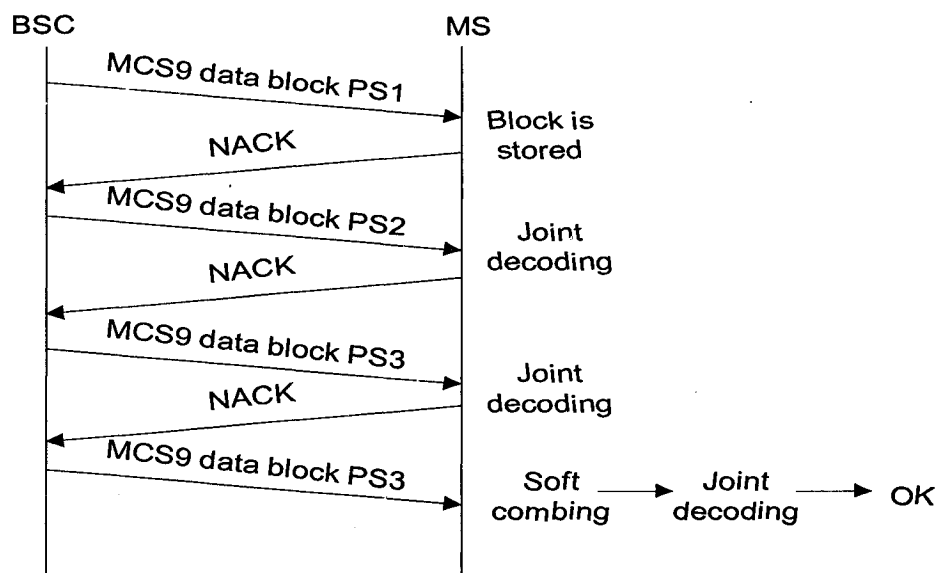 BSC
MS
MCS9 data block PS1
Block is
stored
NACK
MCS9 data block PS2
Joint
decoding
NACK
MCS9 data block PS3
Joint
decoding
NACK
MCS9 data block PS3
Soft
combing
Joint
decoding
OK